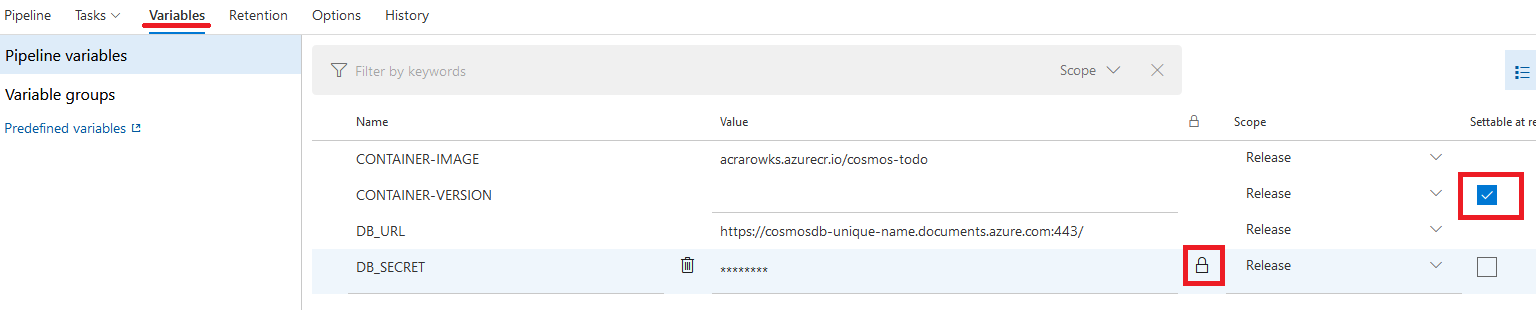 Pipeline Tasks Variables Retention Options History
Pipeline variables
Variable groups
Predefined variables
Filter by keywords Scope
Name Value Scope Settable at re
CONTAINER-IMAGE acrarowks.azurecr.io/cosmos-todo Release
CONTAINER-VERSION Release
DB_URL https://cosmosdb-unique-name.documents.azure.com:443/ Release
DB_SECRET ******** Release